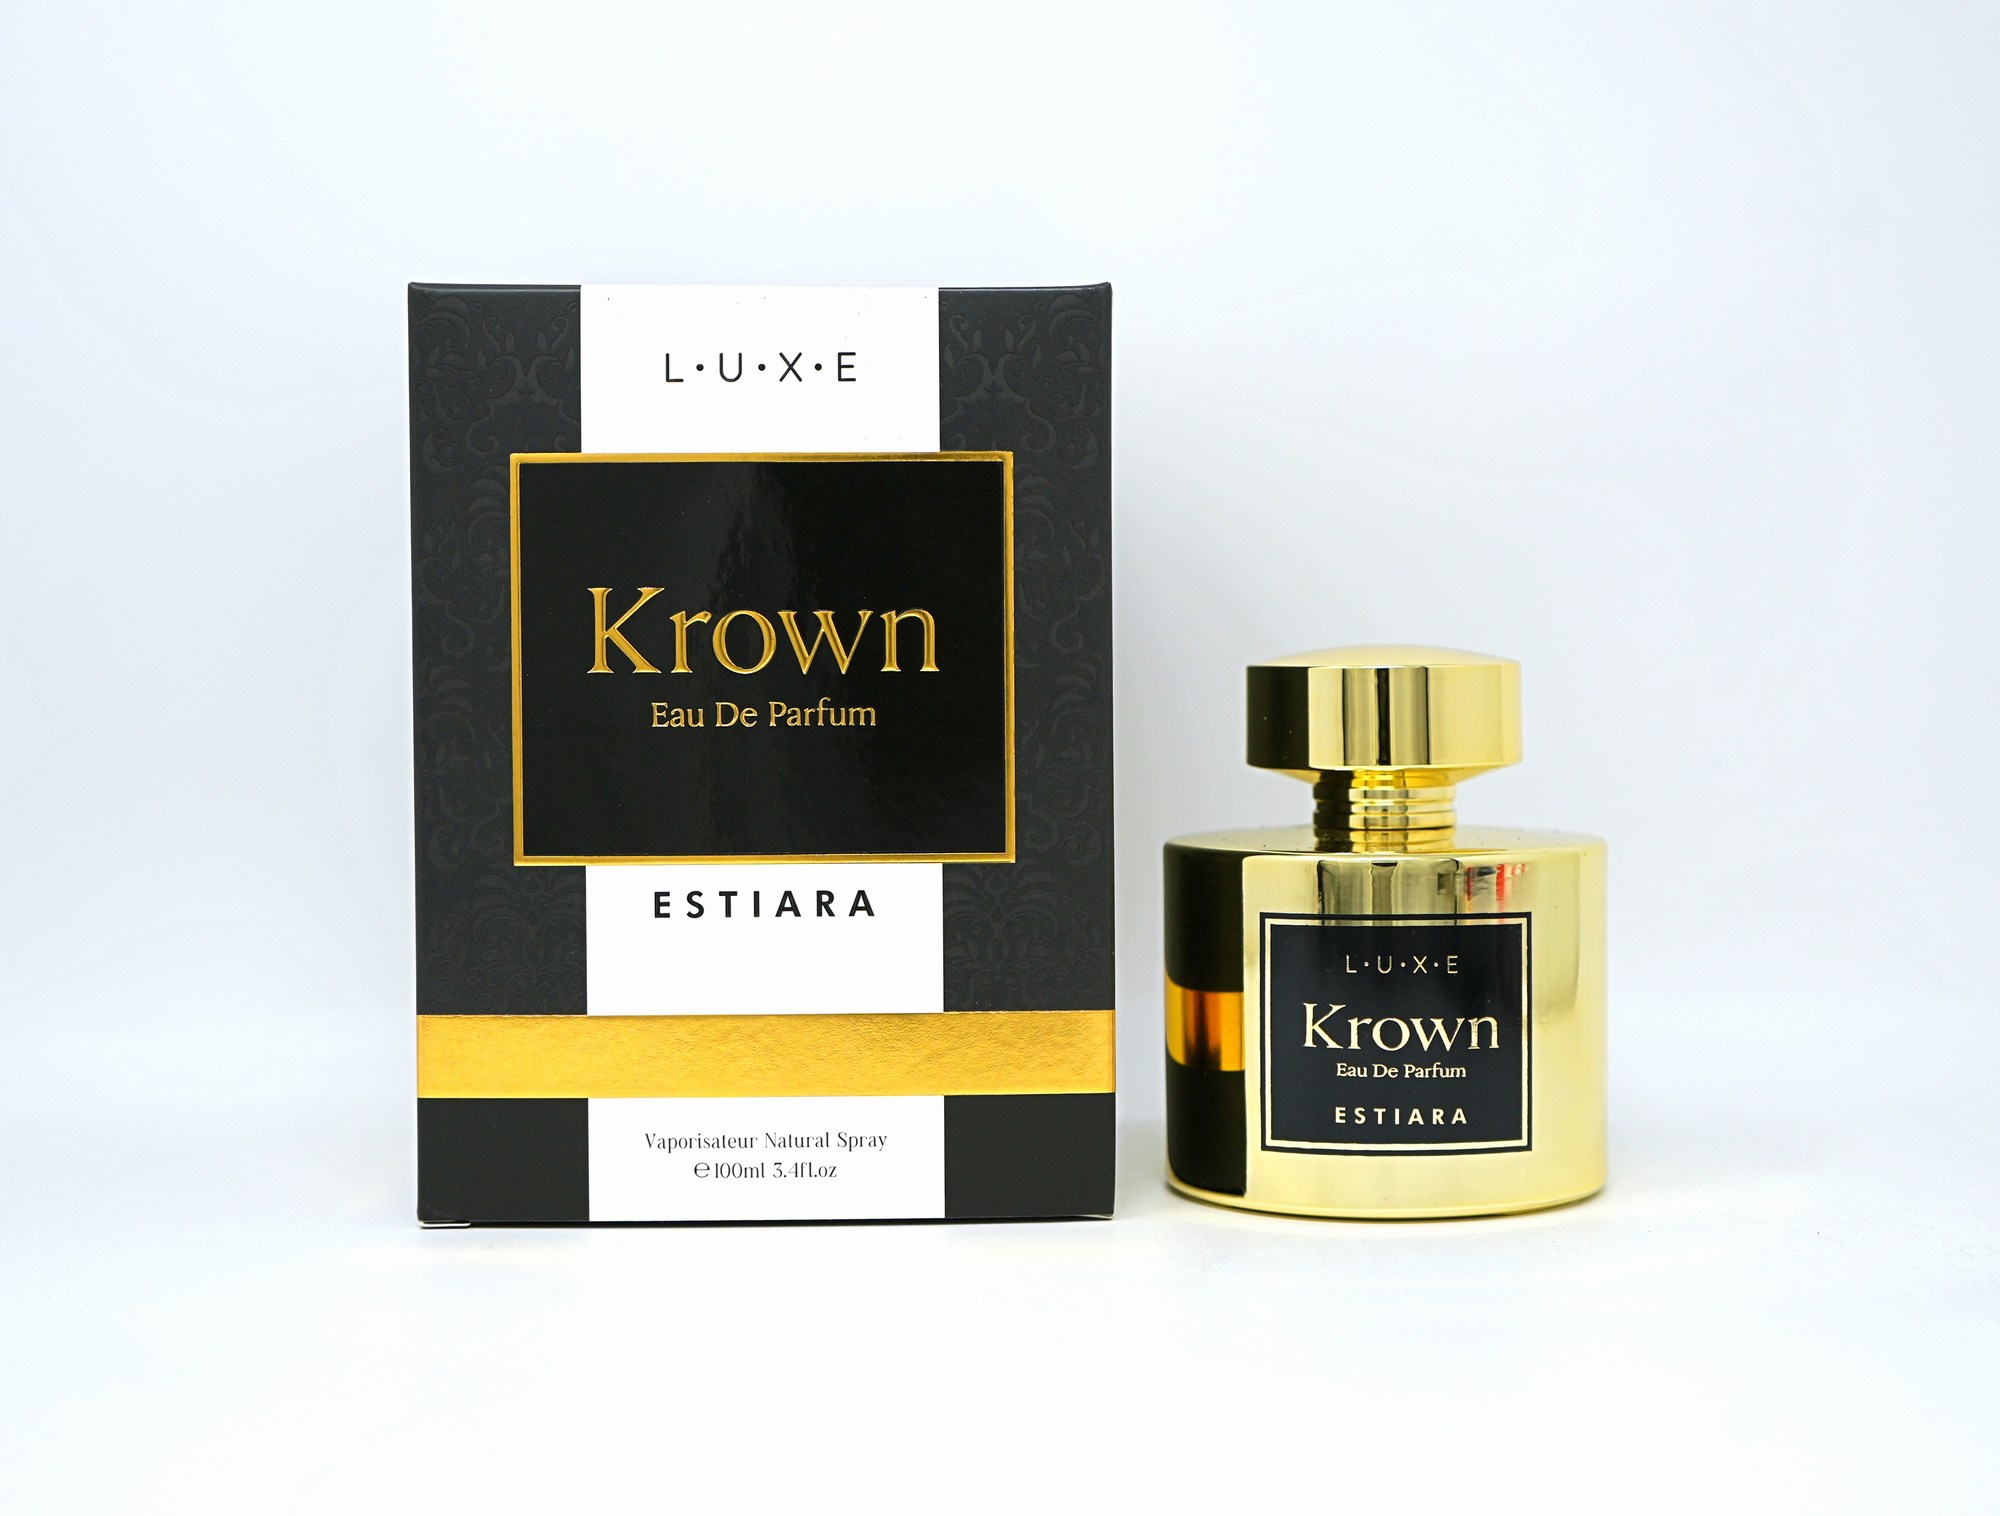 L·U·X·E
Krown
Eau De Parfum
ESTIARA
Vaporisateur Natural Spray
℮100ml 3.4fl.oz
L·U·X·E
Krown
Eau De Parfum
ESTIARA